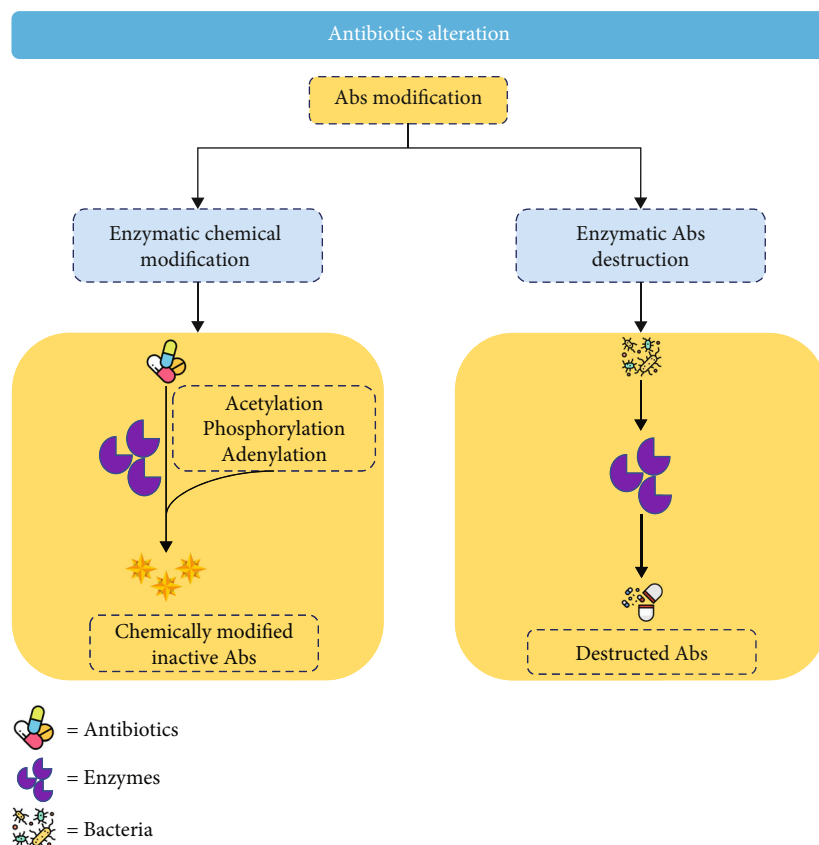 Antibiotics alteration
Abs modification
Enzymatic chemical
modification
Enzymatic Abs
destruction
Acetylation
Phosphorylation
Adenylation
Chemically modified
inactive Abs
Destructed Abs
= Antibiotics
= Enzymes
= Bacteria